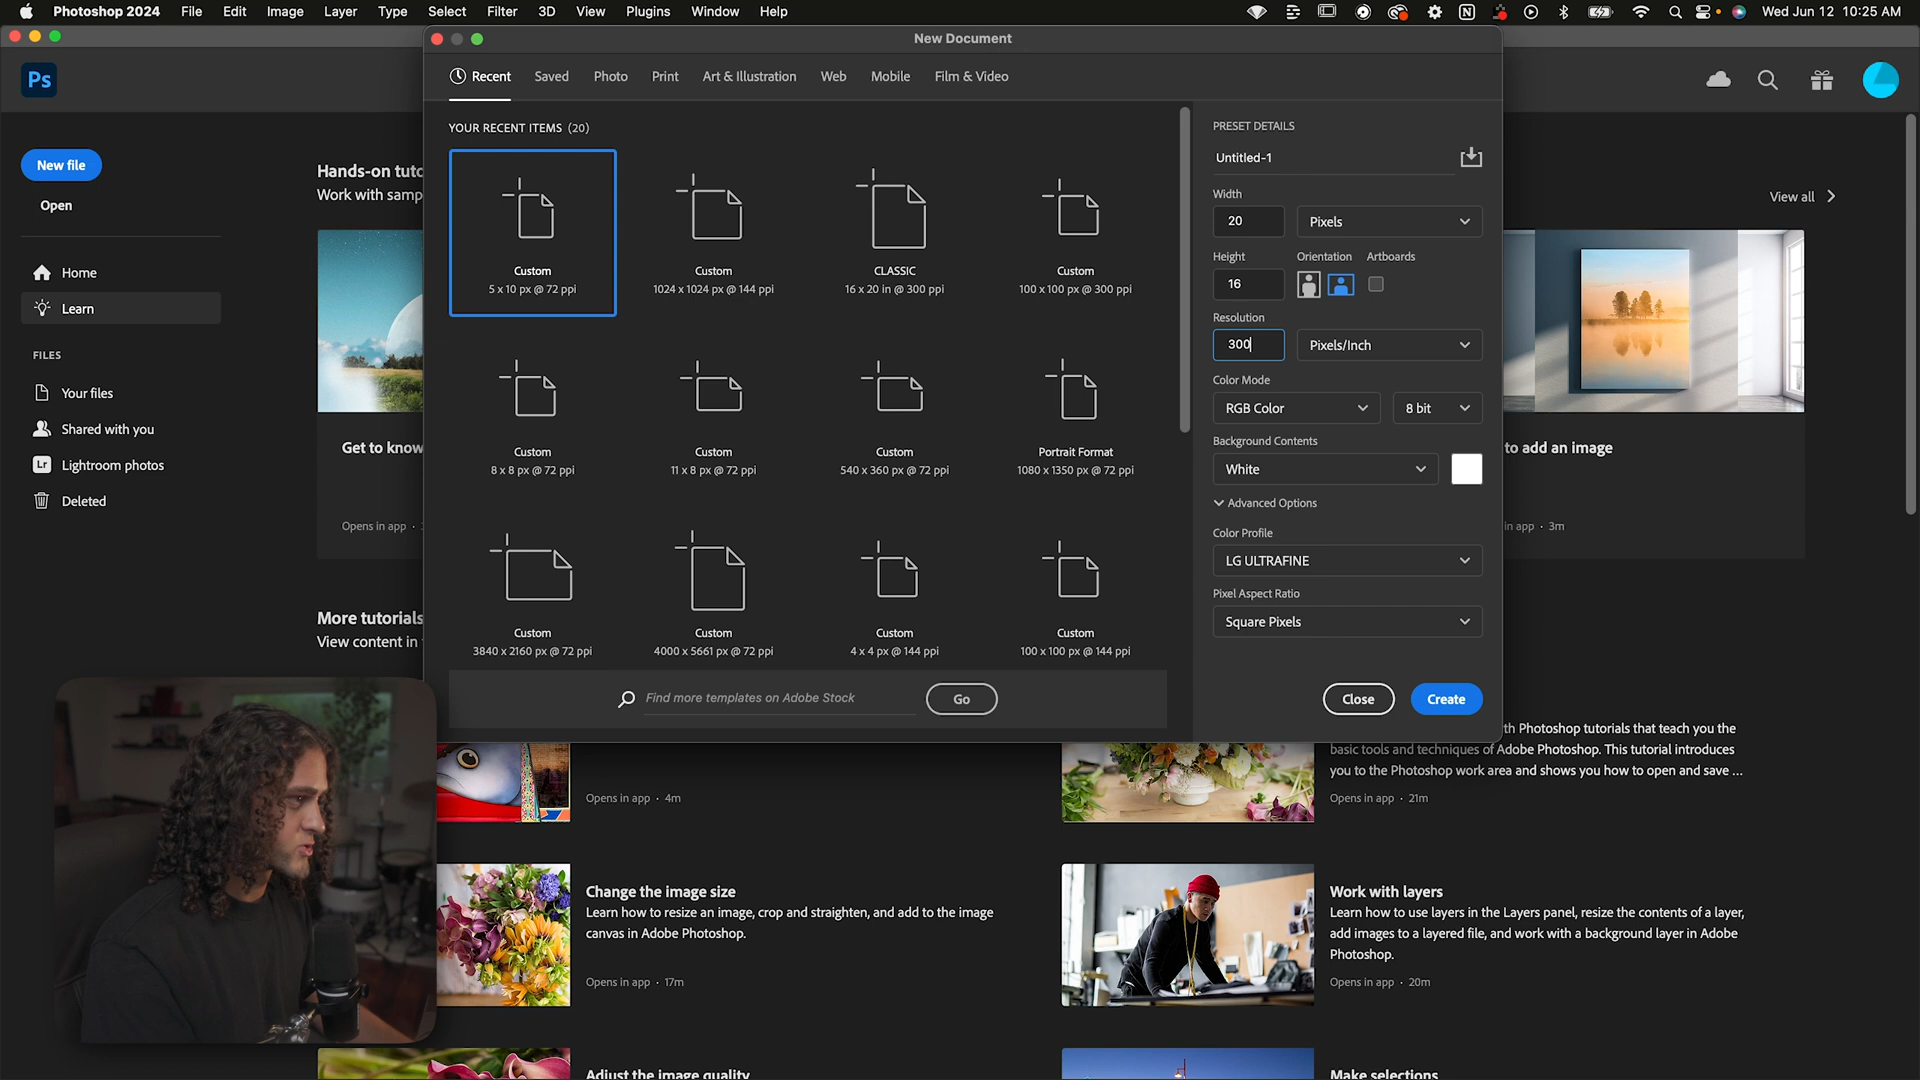 Photoshop 2024 File Edit Image Layer Type Select Filter 3D View Plugins Window Help Wed Jun 12 10:25 AM
New Document
Ps
Recent Saved Photo Print Art & Illustration Web Mobile Film & Video
New file
Open
Home
Learn
FILES
Your files
Shared with you
Lr Lightroom photos
Deleted
Hands-on tuto
Work with samp
View all
Get to know
Opens in app ·
to add an image
in app · 3m
More tutorials
View content in
YOUR RECENT ITEMS (20)
Custom
5 x 10 px @ 72 ppi
Custom
1024 x 1024 px @ 144 ppi
CLASSIC
16 x 20 in @ 300 ppi
Custom
100 x 100 px @ 300 ppi
Custom
8 x 8 px @ 72 ppi
Custom
11 x 8 px @ 72 ppi
Custom
540 x 360 px @ 72 ppi
Portrait Format
1080 x 1350 px @ 72 ppi
Custom
3840 x 2160 px @ 72 ppi
Custom
4000 x 5661 px @ 72 ppi
Custom
4 x 4 px @ 144 ppi
Custom
100 x 100 px @ 144 ppi
Find more templates on Adobe Stock
Go
PRESET DETAILS
Untitled-1
Width
20 Pixels
Height Orientation Artboards
16
Resolution
300 Pixels/Inch
Color Mode
RGB Color 8 bit
Background Contents
White
Advanced Options
Color Profile
LG ULTRAFINE
Pixel Aspect Ratio
Square Pixels
Close Create
Opens in app · 4m
th Photoshop tutorials that teach you the
basic tools and techniques of Adobe Photoshop. This tutorial introduces
you to the Photoshop work area and shows you how to open and save ...
Opens in app · 21m
Change the image size
Learn how to resize an image, crop and straighten, and add to the image
canvas in Adobe Photoshop.
Opens in app · 17m
Work with layers
Learn how to use layers in the Layers panel, resize the contents of a layer,
add images to a layered file, and work with a background layer in Adobe
Photoshop.
Opens in app · 20m
Adjust the image quality
Make selections